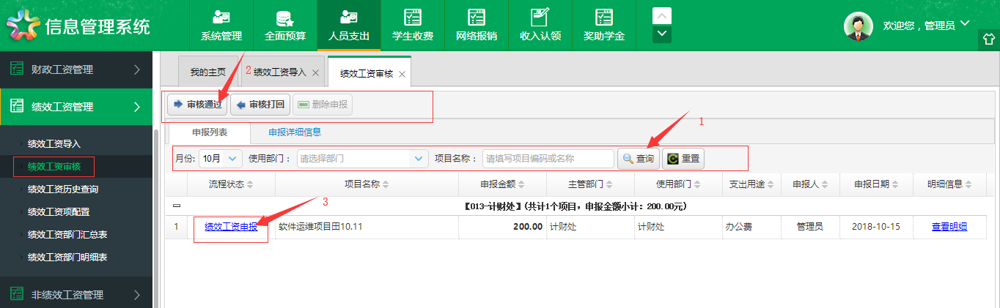 信息管理系统
系统管理 全面预算 人员支出 学生收费 网络报销 收入认领 奖助学金
欢迎您，管理员
财政工资管理
绩效工资管理
绩效工资导入
绩效工资审核
绩效工资历史查询
绩效工资项配置
绩效工资部门汇总表
绩效工资部门明细表
非绩效工资管理
我的主页 2 绩效工资导入 绩效工资审核
审核通过 审核打回 删除申报
1
申报列表 申报详细信息
月份: 10月 使用部门： 请选择部门 项目名称： 请填写项目编码或名称 查询 重置
流程状态 项目名称 申报金额 主管部门 使用部门 支出用途 申报人 申报日期 明细信息
3
【013-计财处】(共计1个项目，申报金额小计：200.00元)
1 绩效工资申报 软件运维项目田10.11 200.00 计财处 计财处 办公费 管理员 2018-10-15 查看明细